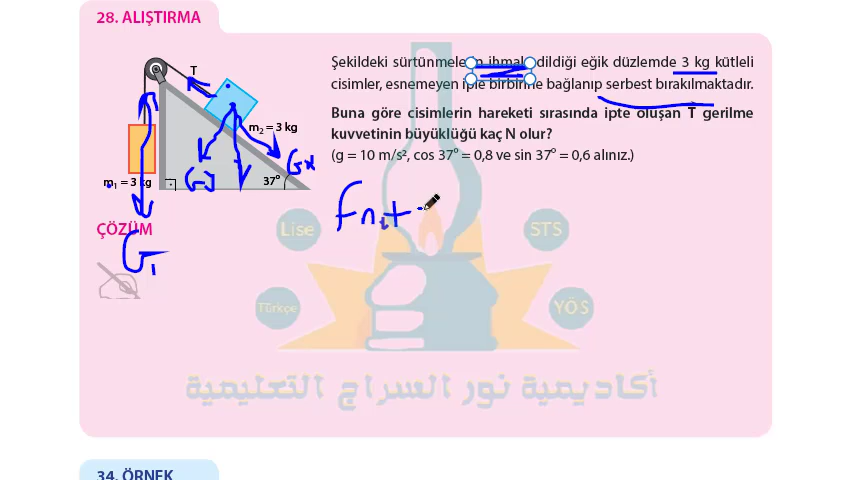 28. ALIŞTIRMA
Şekildeki sürtünmelerin ihmal edildiği eğik düzlemde 3 kg kütleli
cisimler, esnemeyen iple birbirine bağlanıp serbest bırakılmaktadır.
Buna göre cisimlerin hareketi sırasında ipte oluşan T gerilme
kuvvetinin büyüklüğü kaç N olur?
(g = 10 m/s², cos 37° = 0,8 ve sin 37° = 0,6 alınız.)
T
m₂ = 3 kg
Gx
m₁ = 3 kg
Gy
37°
Fnet
ÇÖZÜM
G₁
Lise
STS
Türkçe
YÖS
أكاديمية نور السراج التعليمية
34. ÖRNEK